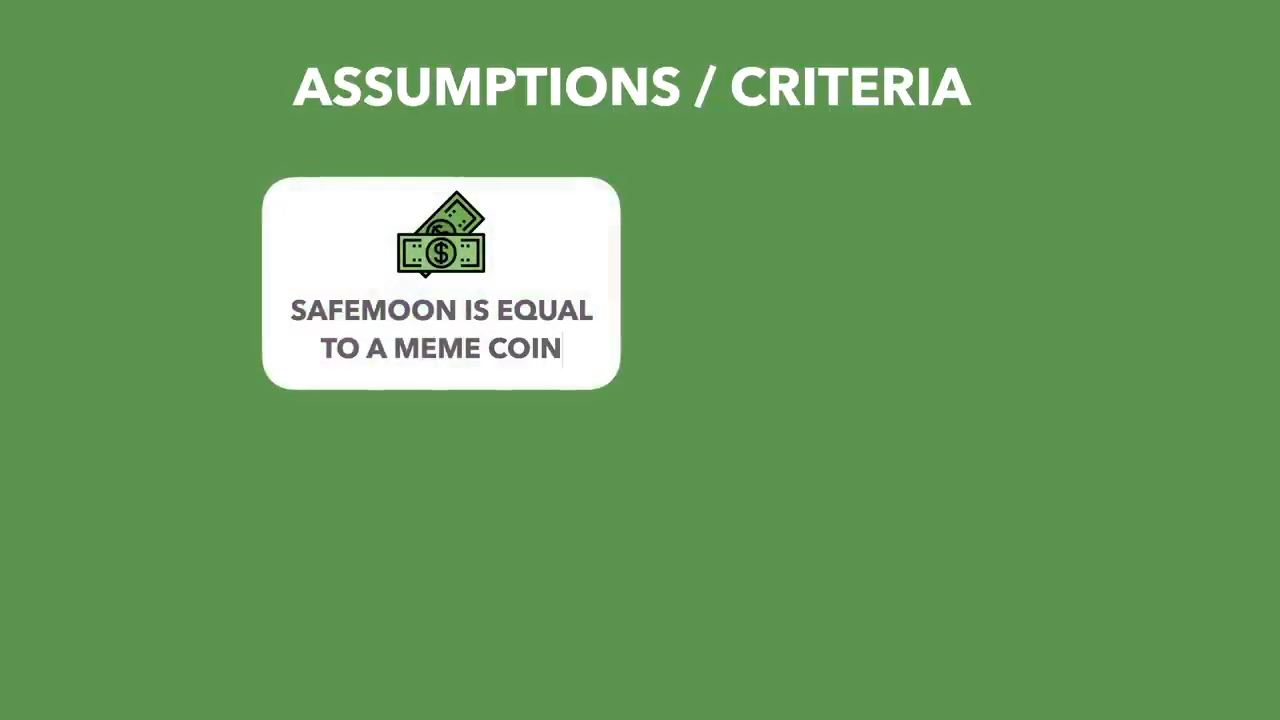 ASSUMPTIONS / CRITERIA
SAFEMOON IS EQUAL
TO A MEME COIN